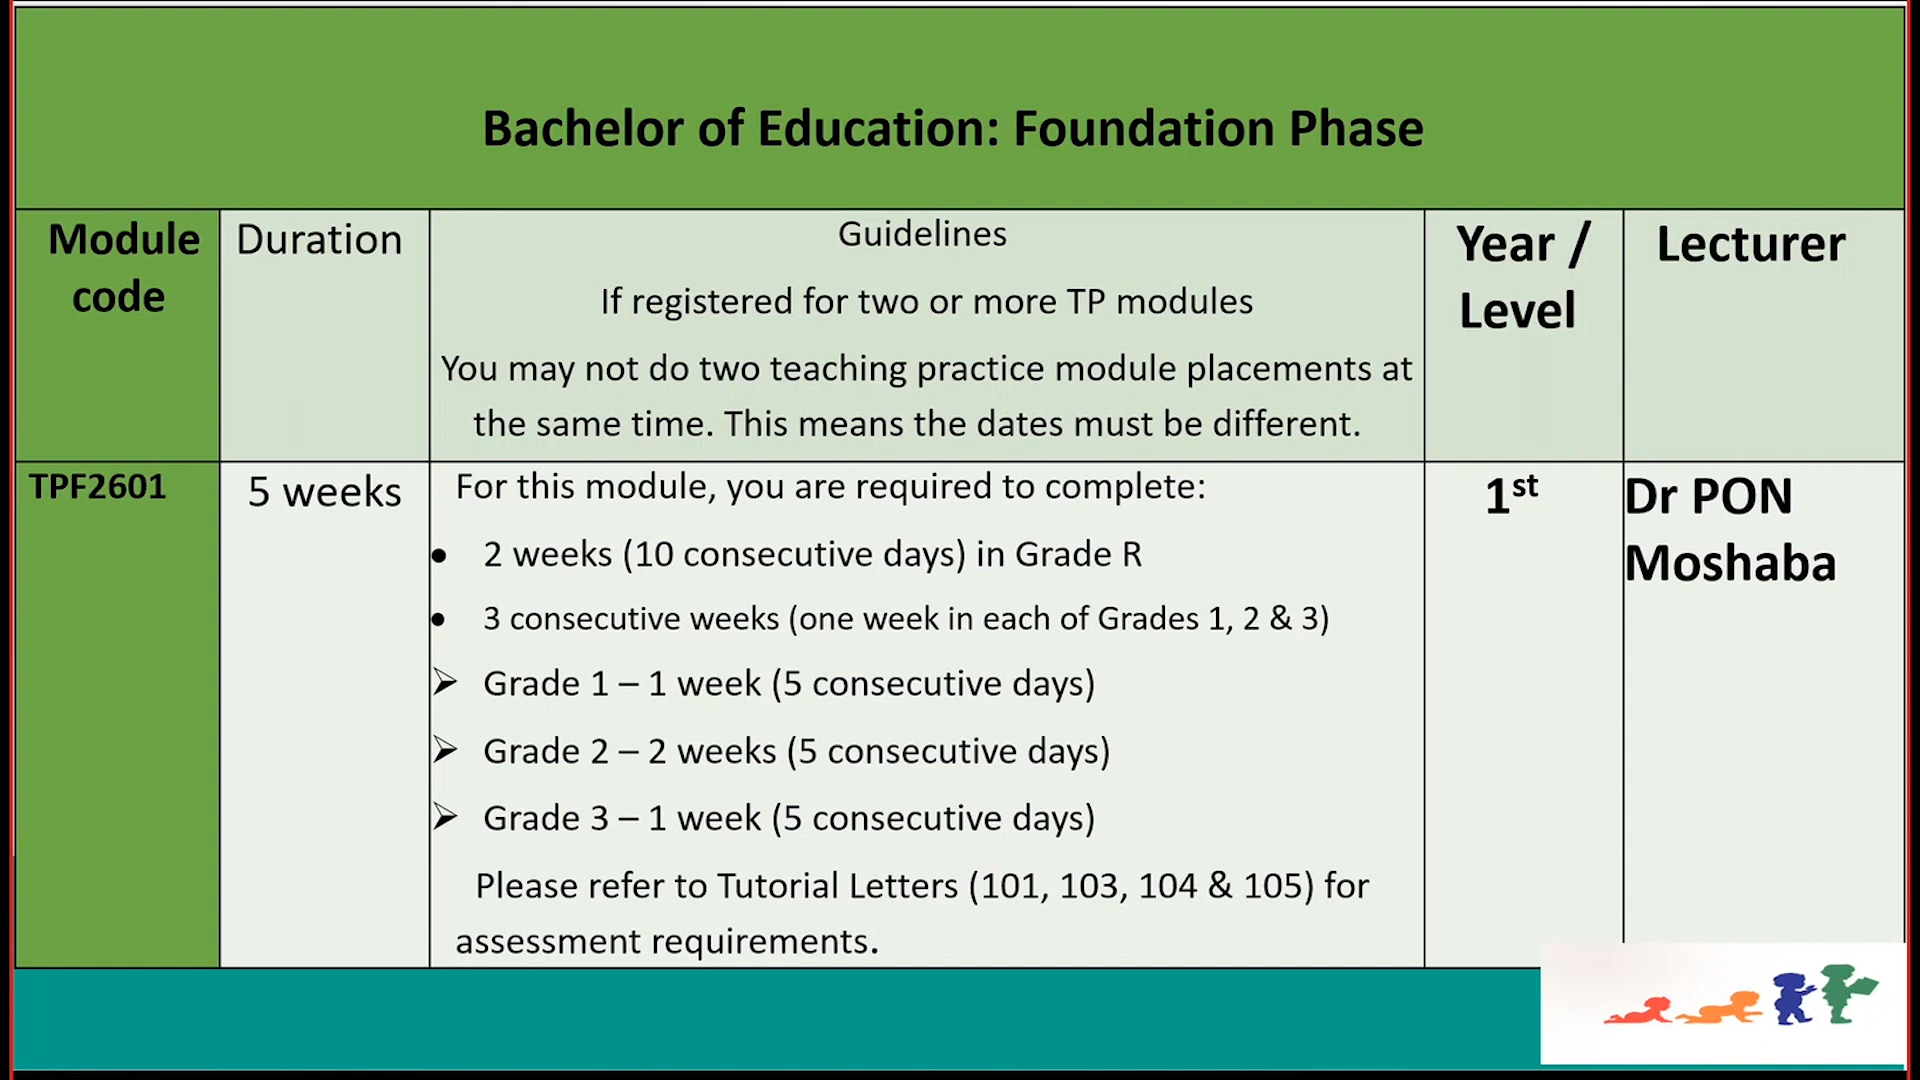 Bachelor of Education: Foundation Phase
Module
code
Duration
Guidelines
If registered for two or more TP modules
You may not do two teaching practice module placements at
the same time. This means the dates must be different.
Year /
Level
Lecturer
TPF2601
5 weeks
For this module, you are required to complete:
• 2 weeks (10 consecutive days) in Grade R
• 3 consecutive weeks (one week in each of Grades 1, 2 & 3)
➢ Grade 1 – 1 week (5 consecutive days)
➢ Grade 2 – 2 weeks (5 consecutive days)
➢ Grade 3 – 1 week (5 consecutive days)
Please refer to Tutorial Letters (101, 103, 104 & 105) for
assessment requirements.
1st
Dr PON
Moshaba